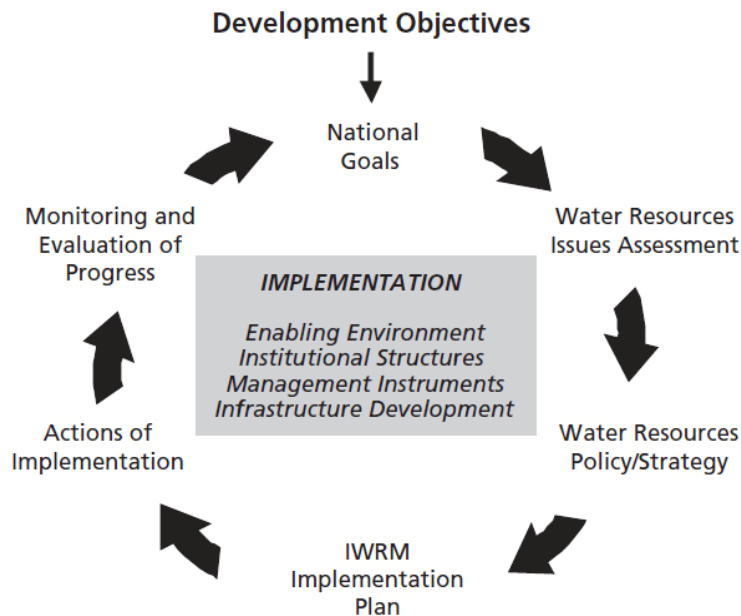 Development Objectives
National
Goals
Water Resources
Issues Assessment
Water Resources
Policy/Strategy
IWRM
Implementation
Plan
Actions of
Implementation
Monitoring and
Evaluation of
Progress
IMPLEMENTATION
Enabling Environment
Institutional Structures
Management Instruments
Infrastructure Development